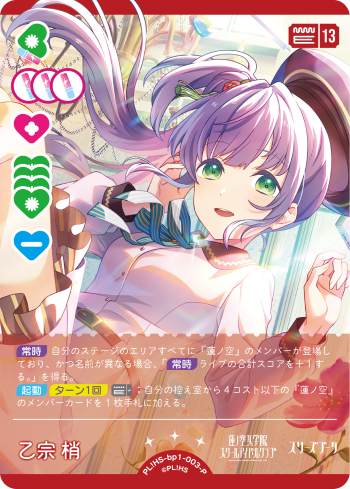 13
常時 自分のステージのエリアすべてに『蓮ノ空』のメンバーが登場し
ており、かつ名前が異なる場合、「常時 ライブの合計スコアを+1す
る。」を得る。
起動 ターン1回 :自分の控え室から4コスト以下の『蓮ノ空』
のメンバーカードを1枚手札に加える。
乙宗 梢
蓮ノ空女学院
スクールアイドルクラブ
スリーズブーケ
PL!HS-bp1-003-P
©PL!HS